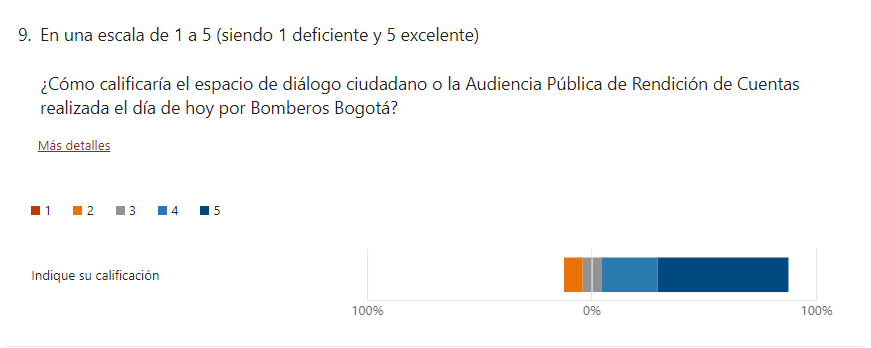 9. En una escala de 1 a 5 (siendo 1 deficiente y 5 excelente)
¿Cómo calificaría el espacio de diálogo ciudadano o la Audiencia Pública de Rendición de Cuentas
realizada el día de hoy por Bomberos Bogotá?
Más detalles
1 2 3 4 5
Indique su calificación
100% 0% 100%